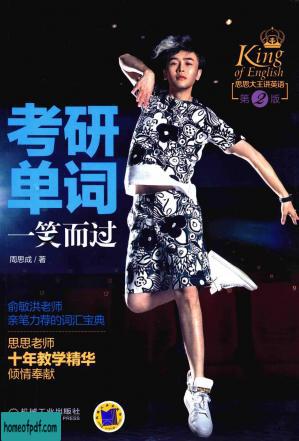 King
of English
思思大王讲英语
第2版
考研
单词
一笑而过
周思成/著
俞敏洪老师
亲笔力荐的词汇宝典
思思老师
十年教学精华
倾情奉献
机械工业出版社
homeofpdf.com